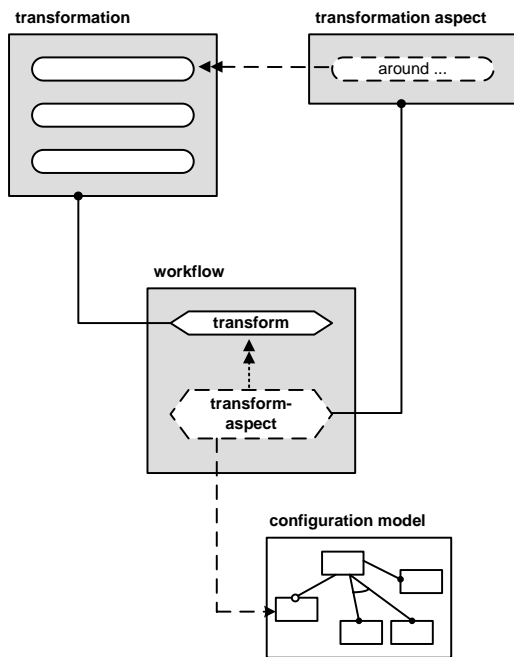 transformation
transformation aspect
around ...
workflow
transform
transform-
aspect
configuration model